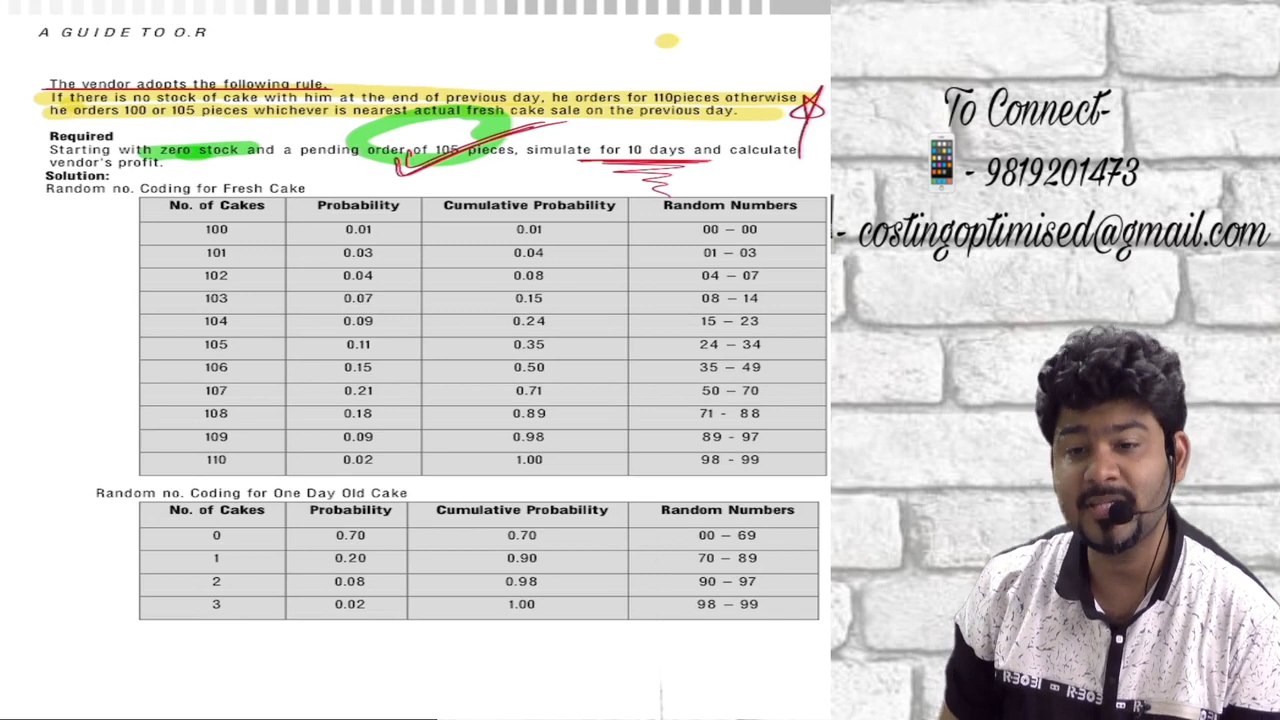 A GUIDE TO O.R
The vendor adopts the following rule.
If there is no stock of cake with him at the end of previous day, he orders for 110pieces otherwise
he orders 100 or 105 pieces whichever is nearest actual fresh cake sale on the previous day.
Required
Starting with zero stock and a pending order of 105 pieces, simulate for 10 days and calculate
vendor's profit.
Solution:
Random no. Coding for Fresh Cake
No. of Cakes Probability Cumulative Probability Random Numbers
100 0.01 0.01 00 – 00
101 0.03 0.04 01 – 03
102 0.04 0.08 04 – 07
103 0.07 0.15 08 – 14
104 0.09 0.24 15 – 23
105 0.11 0.35 24 – 34
106 0.15 0.50 35 – 49
107 0.21 0.71 50 – 70
108 0.18 0.89 71 - 88
109 0.09 0.98 89 - 97
110 0.02 1.00 98 - 99
Random no. Coding for One Day Old Cake
No. of Cakes Probability Cumulative Probability Random Numbers
0 0.70 0.70 00 – 69
1 0.20 0.90 70 – 89
2 0.08 0.98 90 – 97
3 0.02 1.00 98 – 99
To Connect-
- 9819201473
- costingoptimised@gmail.com